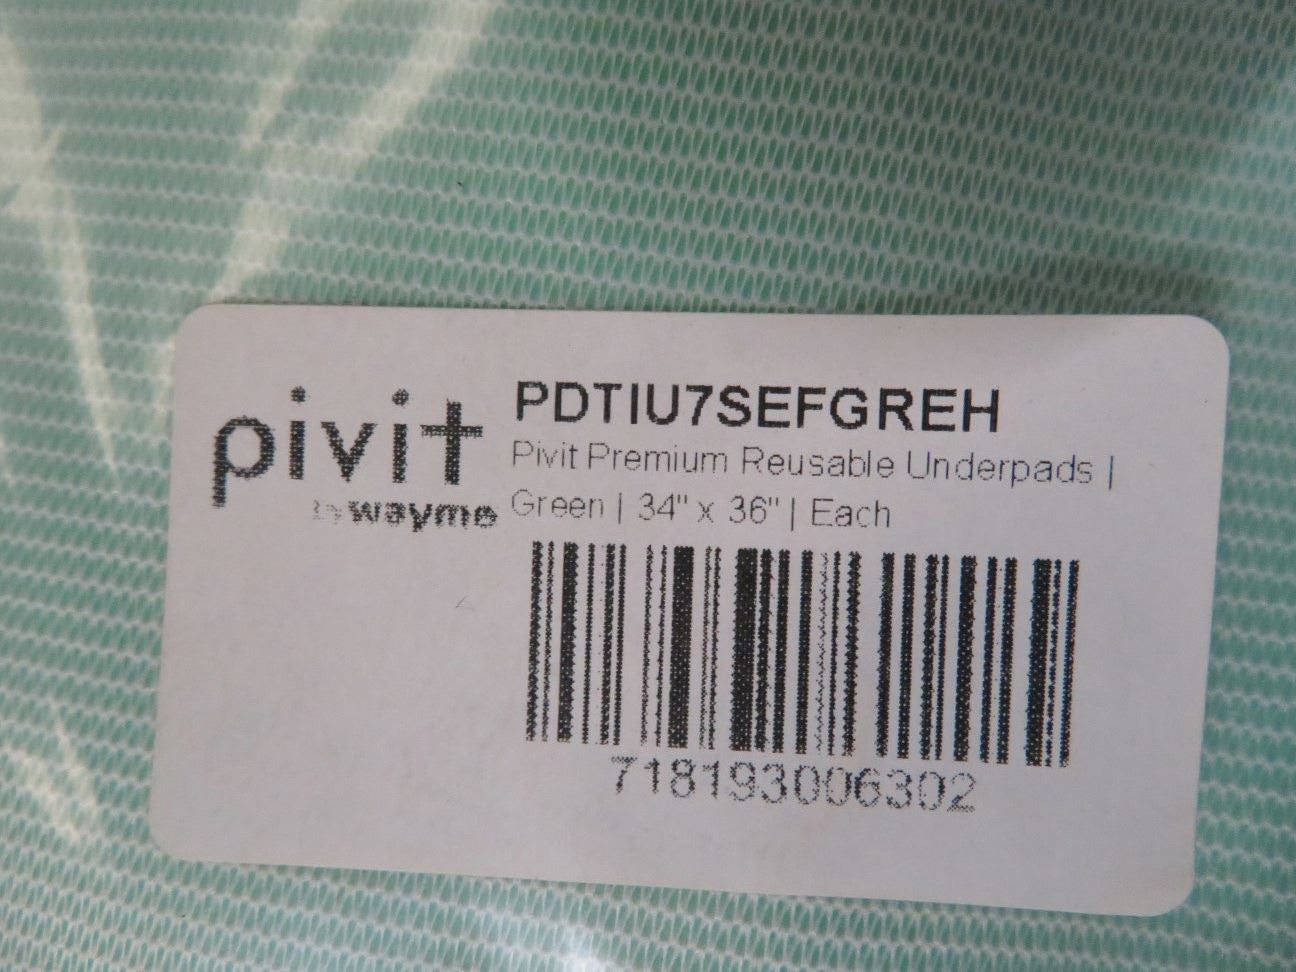 pivit
by wayme
PDTIU7SEFGREH
Pivit Premium Reusable Underpads |
Green | 34" x 36" | Each
718193006302